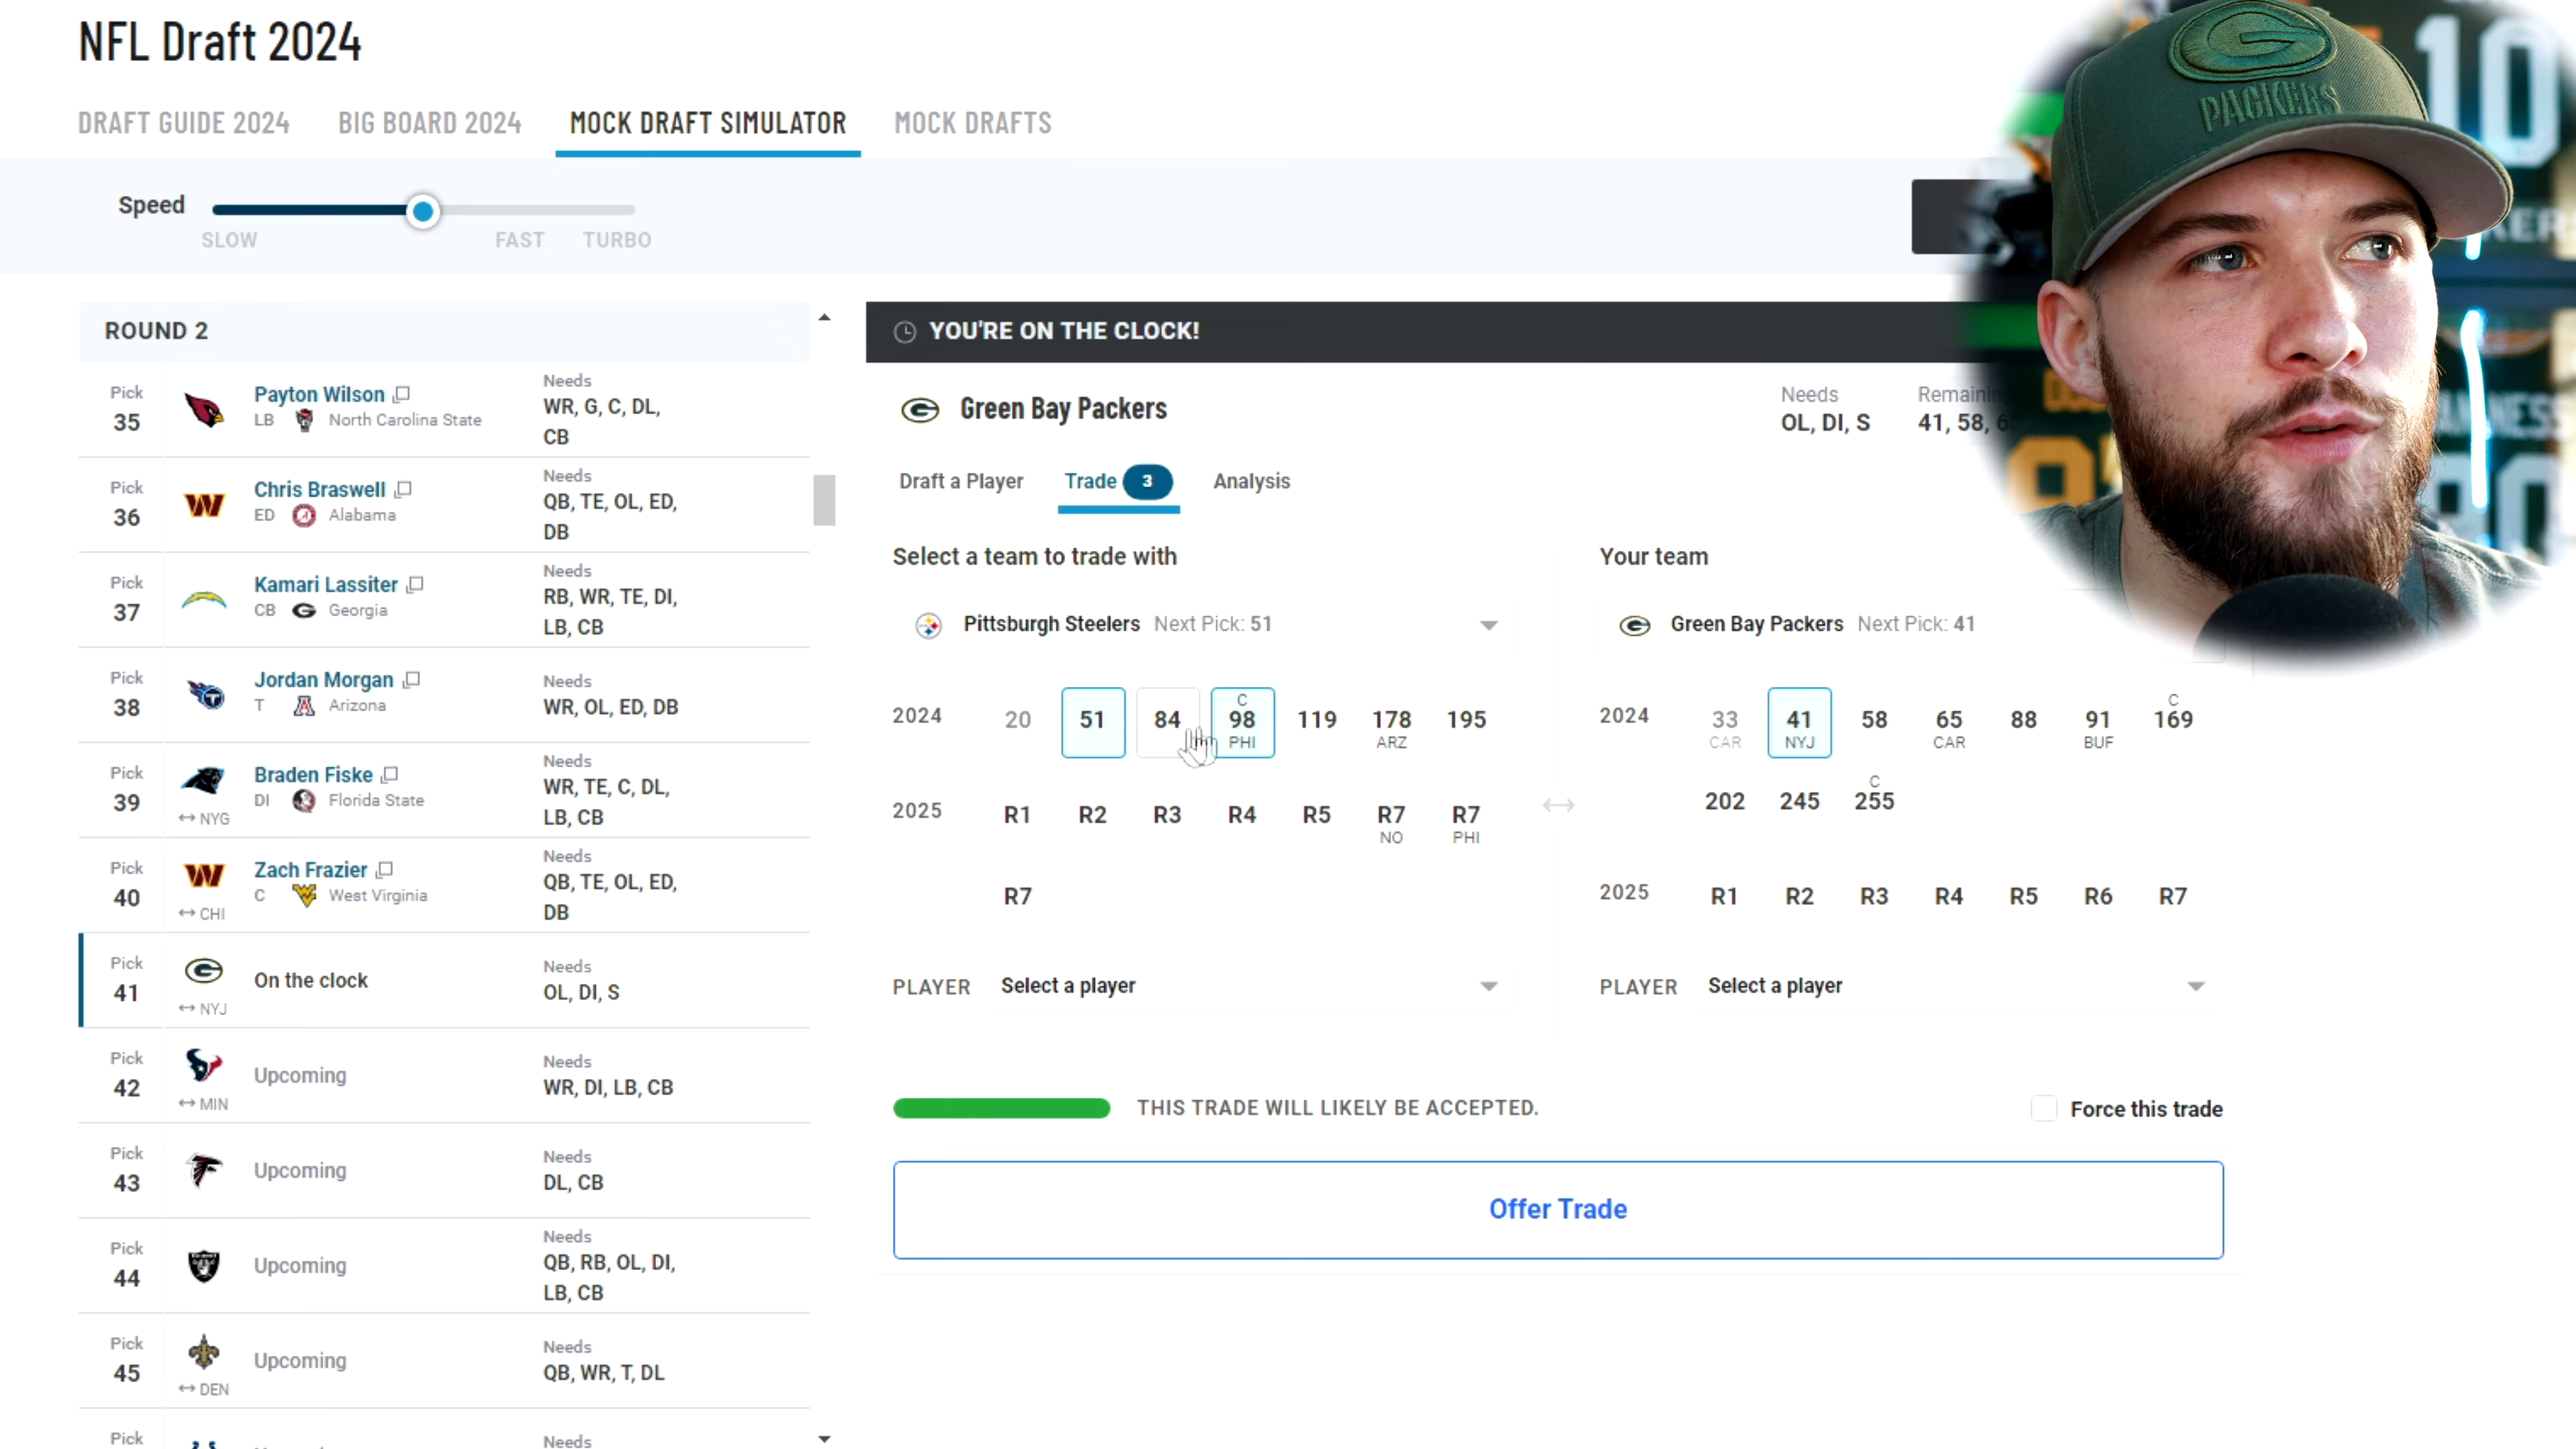 NFL Draft 2024
DRAFT GUIDE 2024 BIG BOARD 2024 MOCK DRAFT SIMULATOR MOCK DRAFTS
Speed
SLOW FAST TURBO
ROUND 2
Pick 35 Payton Wilson LB North Carolina State Needs WR, G, C, DL, CB
Pick 36 Chris Braswell ED Alabama Needs QB, TE, OL, ED, DB
Pick 37 Kamari Lassiter CB Georgia Needs RB, WR, TE, DI, LB, CB
Pick 38 Jordan Morgan T Arizona Needs WR, OL, ED, DB
Pick 39 NYG Braden Fiske DI Florida State Needs WR, TE, C, DL, LB, CB
Pick 40 CHI Zach Frazier C West Virginia Needs QB, TE, OL, ED, DB
Pick 41 NYJ On the clock Needs OL, DI, S
Pick 42 MIN Upcoming Needs WR, DI, LB, CB
Pick 43 Upcoming Needs DL, CB
Pick 44 Upcoming Needs QB, RB, OL, DI, LB, CB
Pick 45 DEN Upcoming Needs QB, WR, T, DL
Pick Needs
YOU'RE ON THE CLOCK!
Green Bay Packers
Needs
OL, DI, S
41, 58,
Draft a Player Trade 3 Analysis
Select a team to trade with
Pittsburgh Steelers Next Pick: 51
2024 20 51 84 C 98 PHI 119 178 ARZ 195
2025 R1 R2 R3 R4 R5 R7 NO R7 PHI
R7
PLAYER Select a player
Your team
Green Bay Packers Next Pick: 41
2024 33 CAR 41 NYJ 58 65 CAR 88 91 BUF C 169
202 245 C 255
2025 R1 R2 R3 R4 R5 R6 R7
PLAYER Select a player
THIS TRADE WILL LIKELY BE ACCEPTED.
Force this trade
Offer Trade
G
PACKERS
10